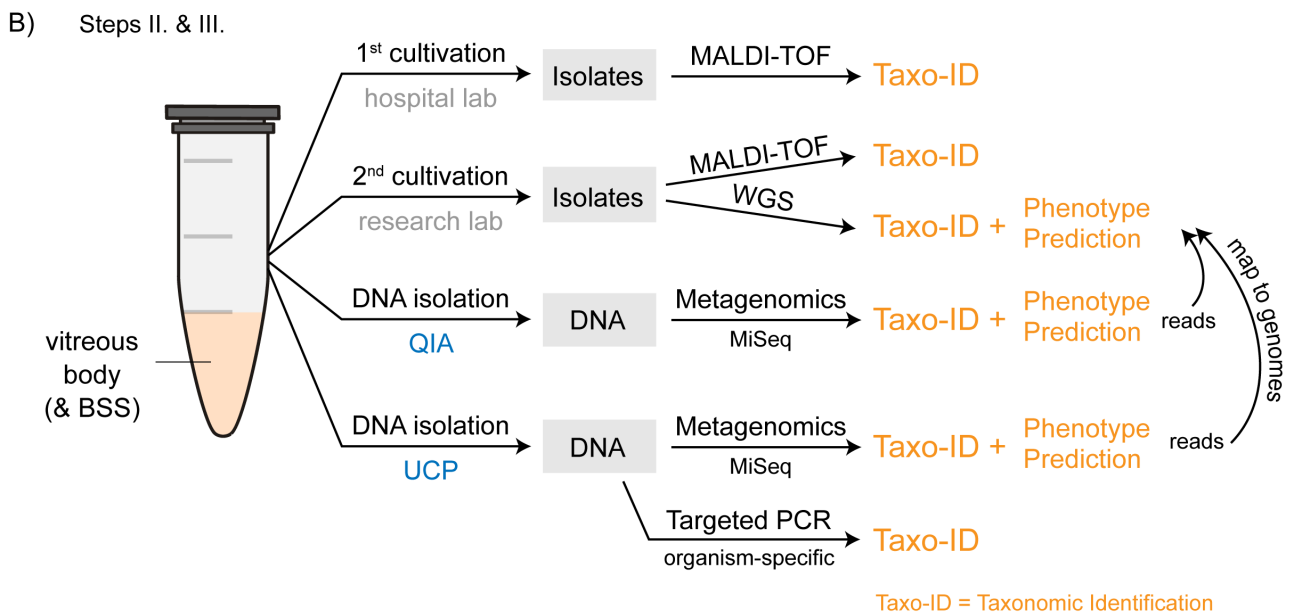 B) Steps II. & III.
1st cultivation
hospital lab
Isolates
MALDI-TOF
Taxo-ID
2nd cultivation
research lab
Isolates
MALDI-TOF
Taxo-ID
WGS
Taxo-ID + Phenotype
Prediction
DNA isolation
QIA
DNA
Metagenomics
MiSeq
Taxo-ID + Phenotype
Prediction
reads
map to genomes
vitreous
body
(& BSS)
DNA isolation
UCP
DNA
Metagenomics
MiSeq
Taxo-ID + Phenotype
Prediction
reads
Targeted PCR
organism-specific
Taxo-ID
Taxo-ID = Taxonomic Identification